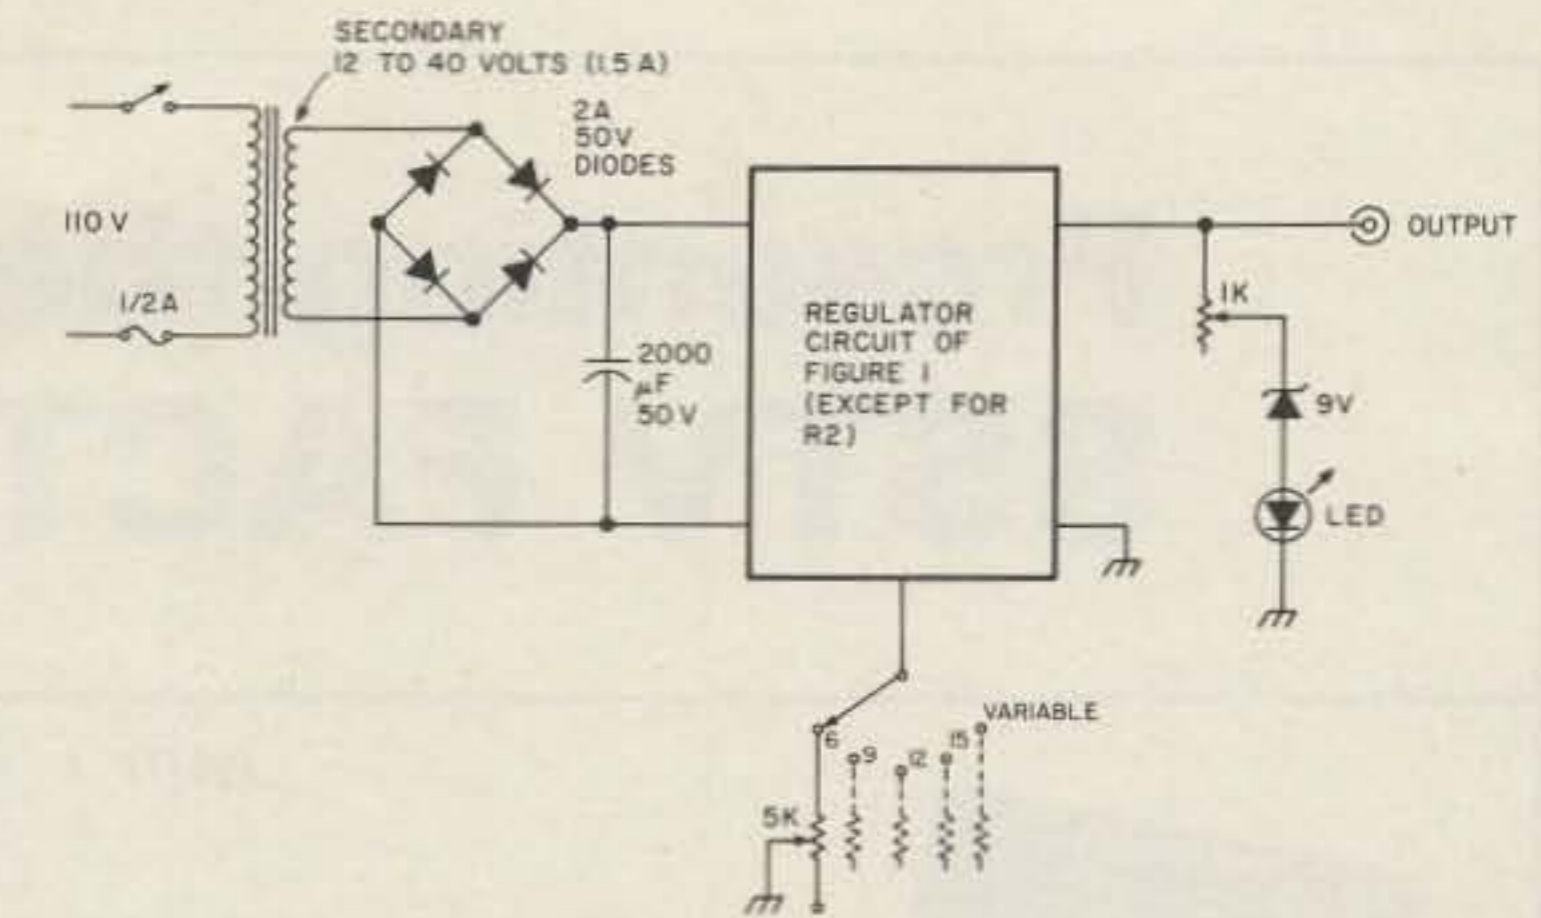 SECONDARY
12 TO 40 VOLTS (1.5 A)
2A
50V
DIODES
110 V
1/2A
2000
µF
50V
REGULATOR
CIRCUIT OF
FIGURE 1
(EXCEPT FOR
R2)
OUTPUT
1K
9V
LED
VARIABLE
6
9
12
15
5K